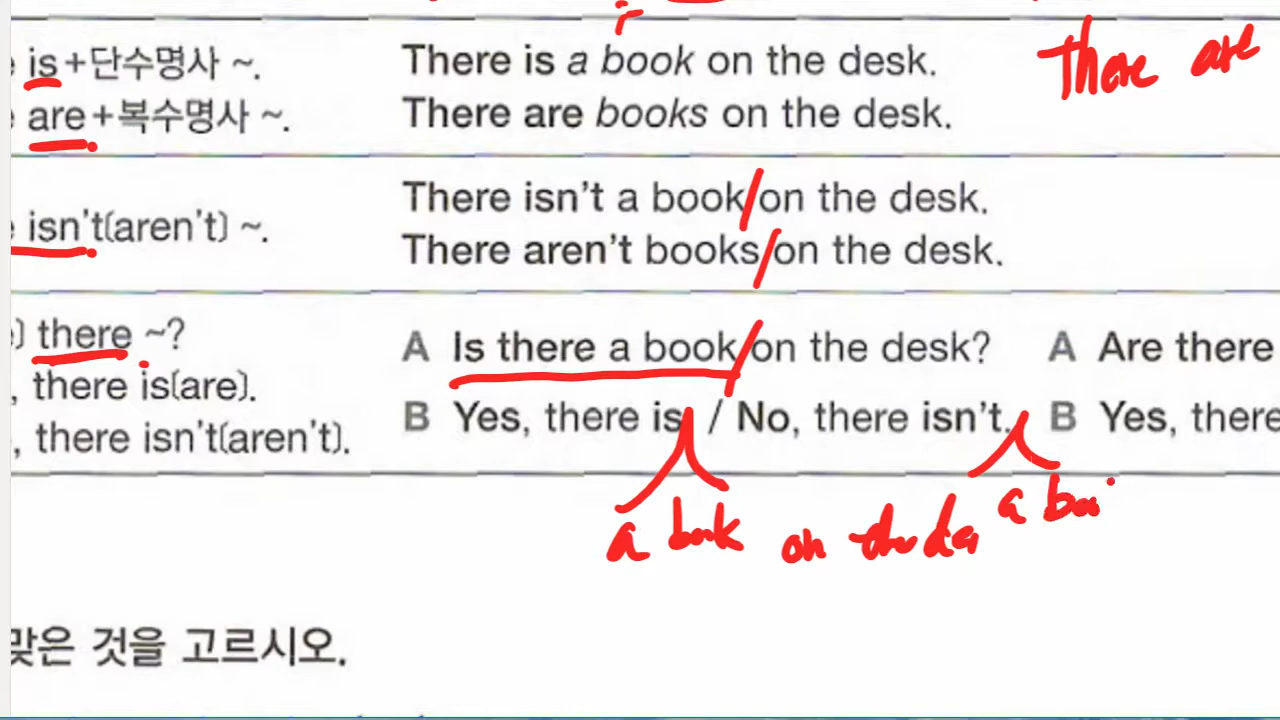 there are
is+단수명사 ~. There is a book on the desk.
are+복수명사 ~. There are books on the desk.
There isn't a book/on the desk.
isn't(aren't) ~.
There aren't books/on the desk.
there ~? A Is there a book/on the desk? A Are there
, there is(are).
B Yes, there is / No, there isn't. B Yes, there
, there isn't(aren't).
a book on the a
맞은 것을 고르시오.